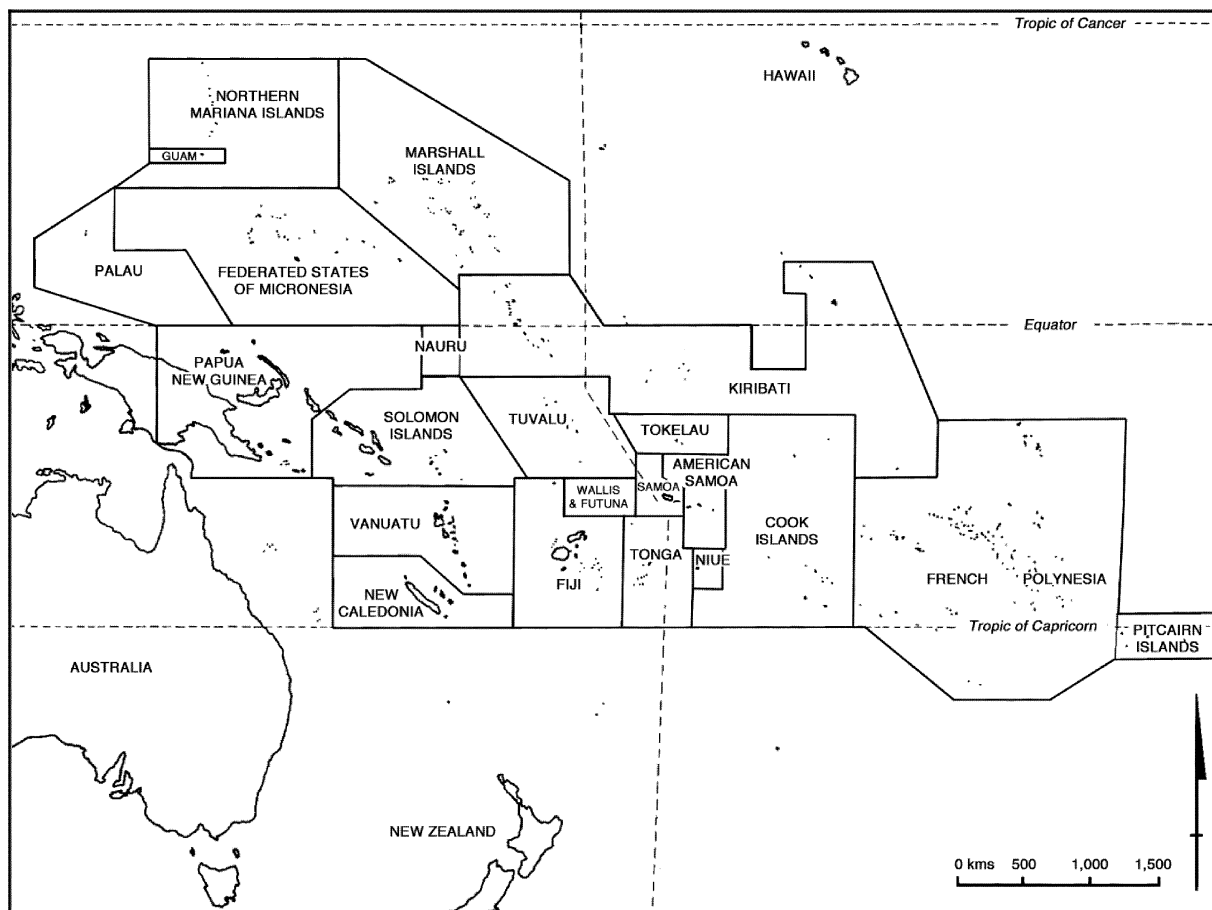 Tropic of Cancer
HAWAII
NORTHERN
MARIANA ISLANDS
GUAM
MARSHALL
ISLANDS
PALAU
FEDERATED STATES
OF MICRONESIA
Equator
NAURU
PAPUA
NEW GUINEA
KIRIBATI
SOLOMON
ISLANDS
TUVALU
TOKELAU
AMERICAN
SAMOA
SAMOA
WALLIS
& FUTUNA
VANUATU
COOK
ISLANDS
TONGA
NIUE
FIJI
FRENCH POLYNESIA
NEW
CALEDONIA
Tropic of Capricorn
PITCAIRN
ISLANDS
AUSTRALIA
NEW ZEALAND
0 kms 500 1,000 1,500